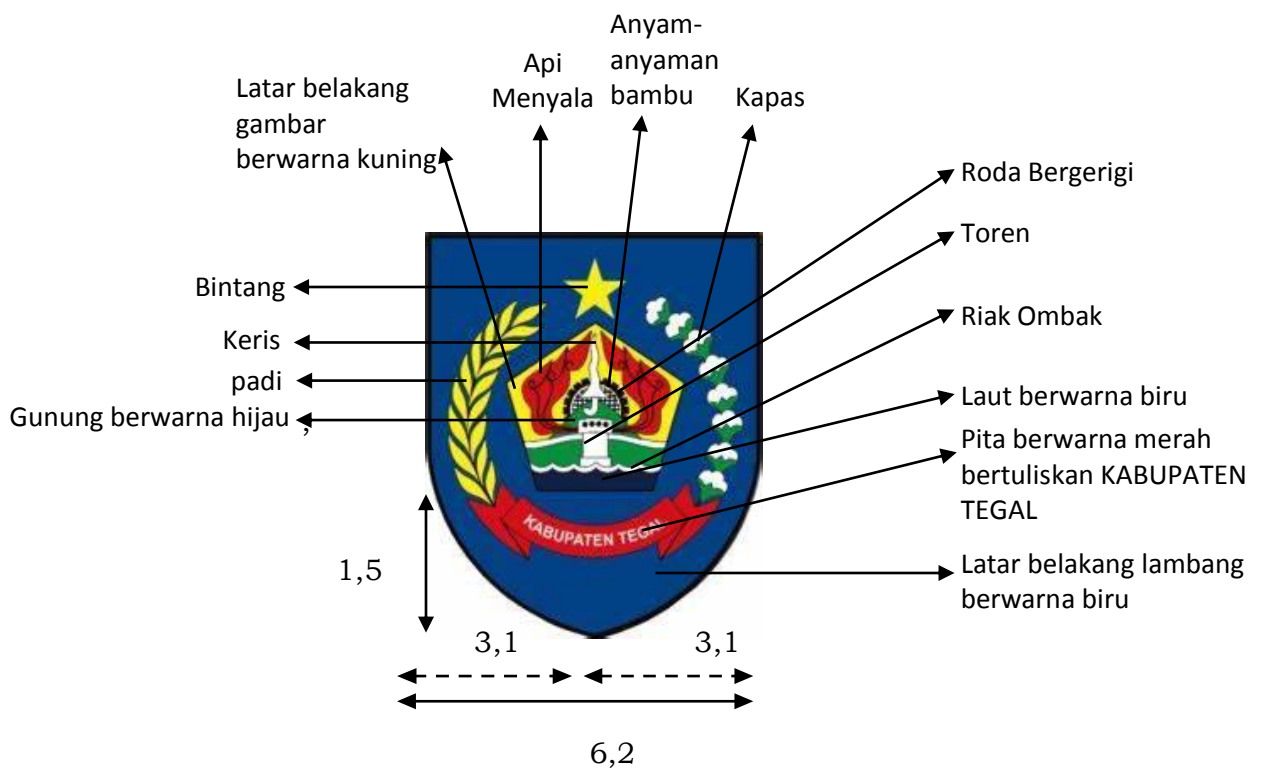 Anyam-
anyaman
bambu
Api
Menyala
Kapas
Latar belakang
gambar
berwarna kuning
Roda Bergerigi
Toren
Bintang
Riak Ombak
Keris
padi
Laut berwarna biru
Gunung berwarna hijau ,
Pita berwarna merah
bertuliskan KABUPATEN
TEGAL
KABUPATEN TEGAL
Latar belakang lambang
berwarna biru
1,5
3,1
3,1
6,2